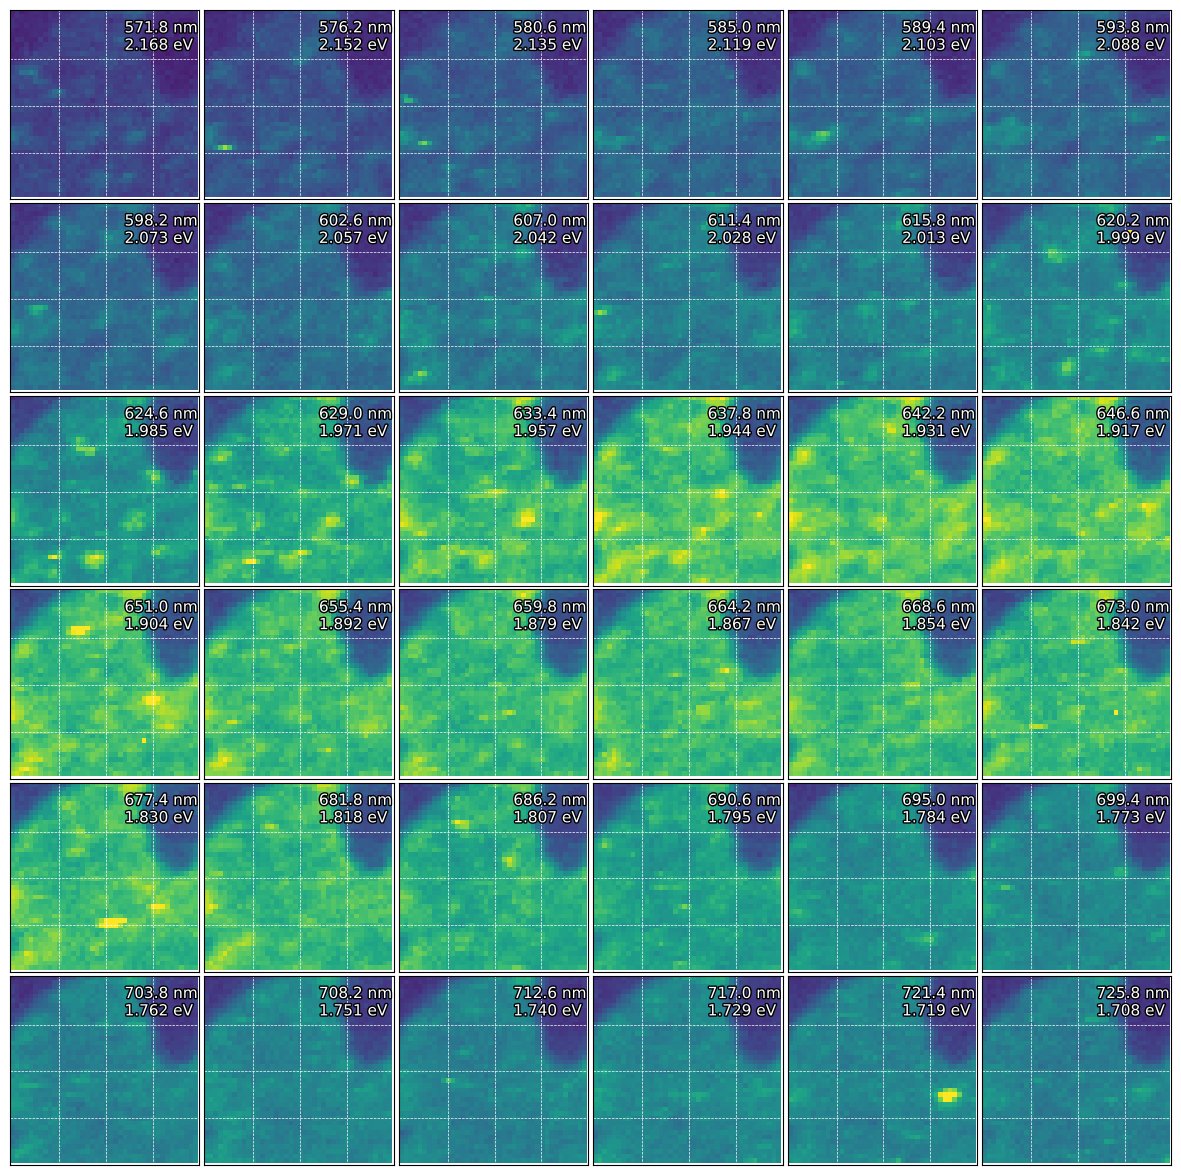 571.8 nm
2.168 eV
576.2 nm
2.152 eV
580.6 nm
2.135 eV
585.0 nm
2.119 eV
589.4 nm
2.103 eV
593.8 nm
2.088 eV
598.2 nm
2.073 eV
602.6 nm
2.057 eV
607.0 nm
2.042 eV
611.4 nm
2.028 eV
615.8 nm
2.013 eV
620.2 nm
1.999 eV
624.6 nm
1.985 eV
629.0 nm
1.971 eV
633.4 nm
1.957 eV
637.8 nm
1.944 eV
642.2 nm
1.931 eV
646.6 nm
1.917 eV
651.0 nm
1.904 eV
655.4 nm
1.892 eV
659.8 nm
1.879 eV
664.2 nm
1.867 eV
668.6 nm
1.854 eV
673.0 nm
1.842 eV
677.4 nm
1.830 eV
681.8 nm
1.818 eV
686.2 nm
1.807 eV
690.6 nm
1.795 eV
695.0 nm
1.784 eV
699.4 nm
1.773 eV
703.8 nm
1.762 eV
708.2 nm
1.751 eV
712.6 nm
1.740 eV
717.0 nm
1.729 eV
721.4 nm
1.719 eV
725.8 nm
1.708 eV